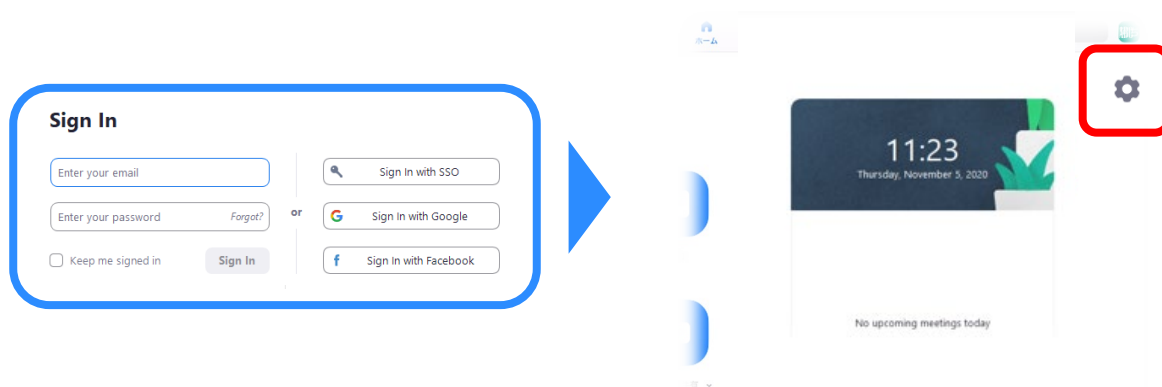 Sign In
Enter your email
Enter your password Forgot?
Keep me signed in Sign In
or
Sign In with SSO
Sign In with Google
Sign In with Facebook
ホーム
11:23
Thursday, November 5, 2020
No upcoming meetings today